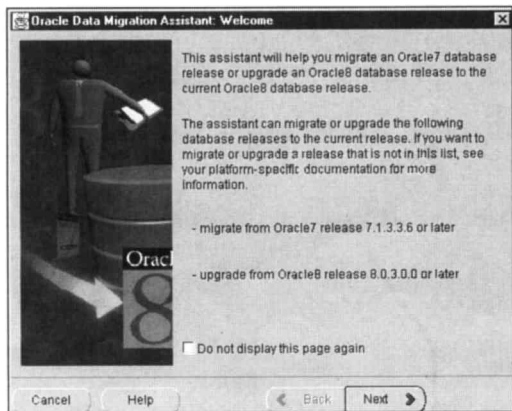 Oracle Data Migration Assistant: Welcome
This assistant will help you migrate an Oracle7 database
release or upgrade an Oracle8 database release to the
current Oracle8 database release.
The assistant can migrate or upgrade the following
database releases to the current release. If you want to
migrate or upgrade a release that is not in this list, see
your platform-specific documentation for more
information.
- migrate from Oracle7 release 7.1.3.3.6 or later
- upgrade from Oracle8 release 8.0.3.0.0 or later
Oracl
8
Do not display this page again
Cancel
Help
Back
Next